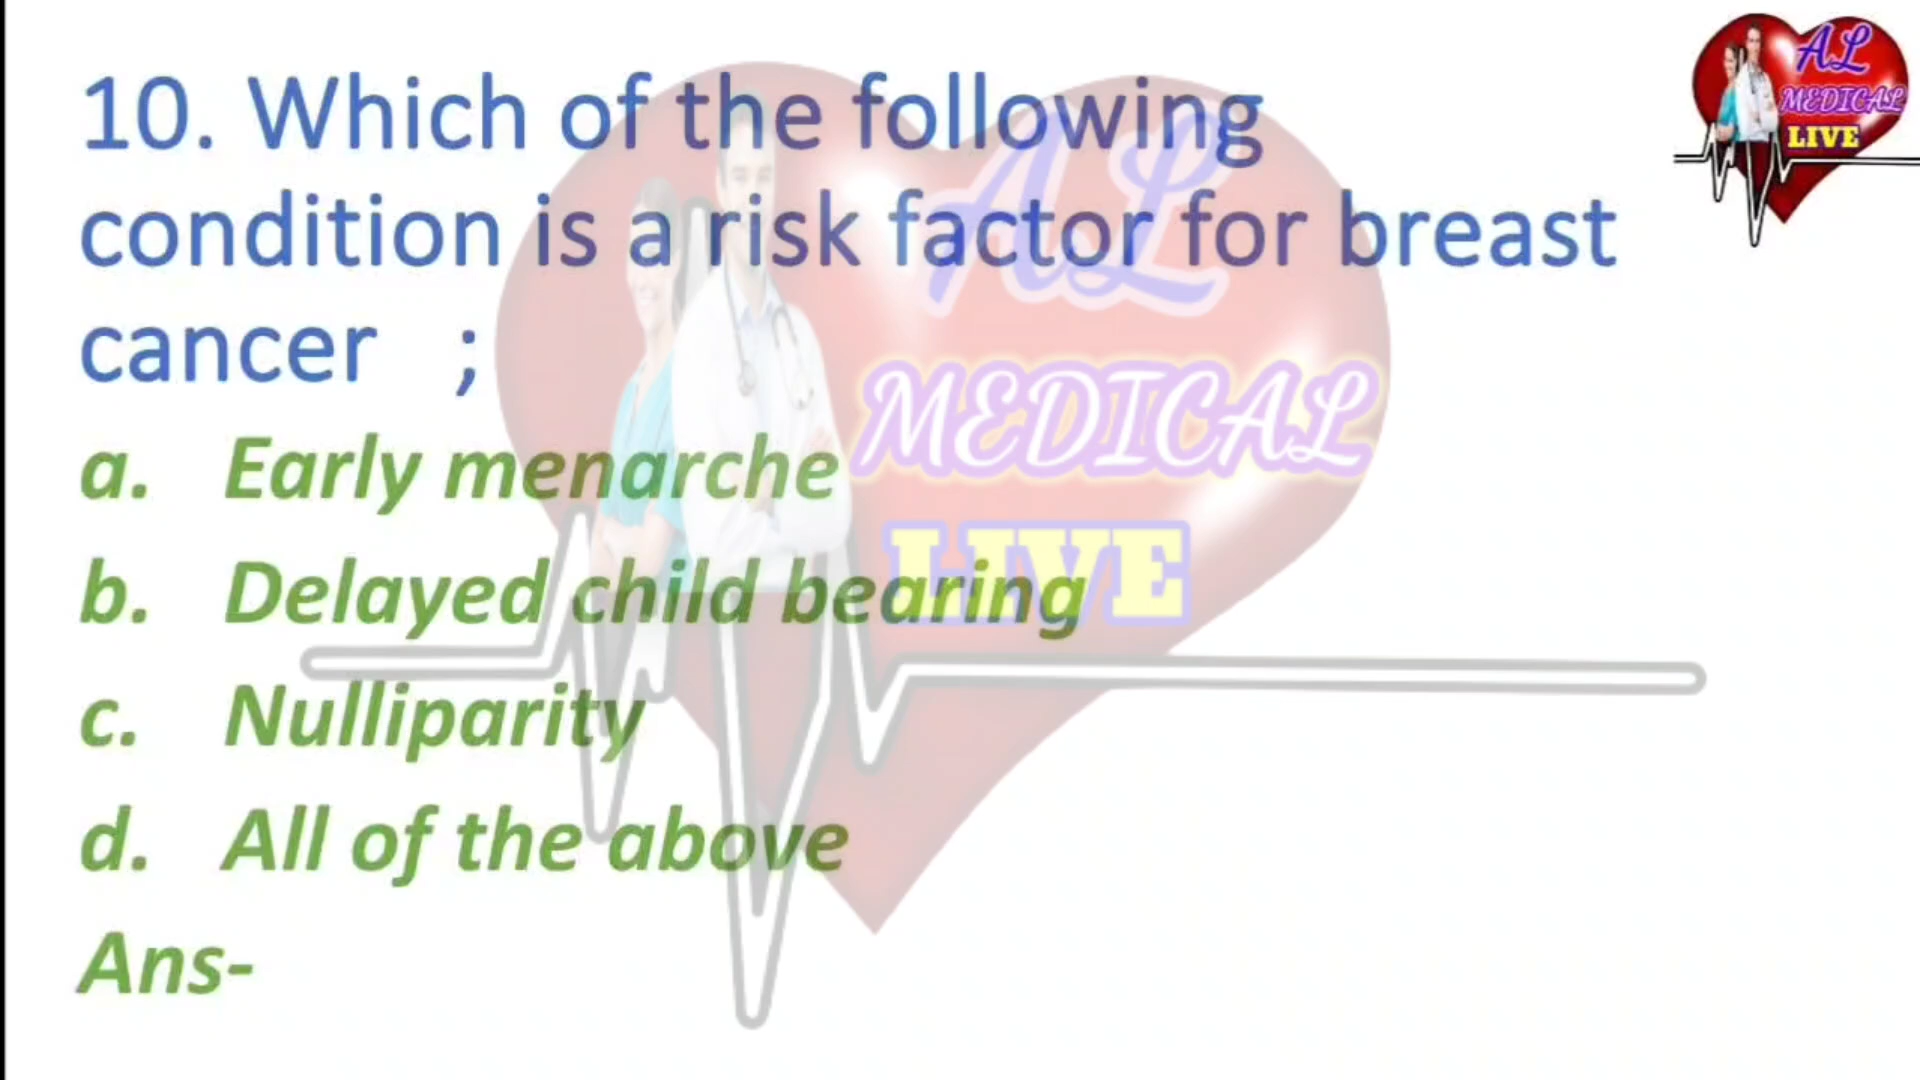 10. Which of the following
condition is a risk factor for breast
cancer ;
a. Early menarche
b. Delayed child bearing
c. Nulliparity
d. All of the above
Ans-
AL
MEDICAL
LIVE
AL
MEDICAL
LIVE